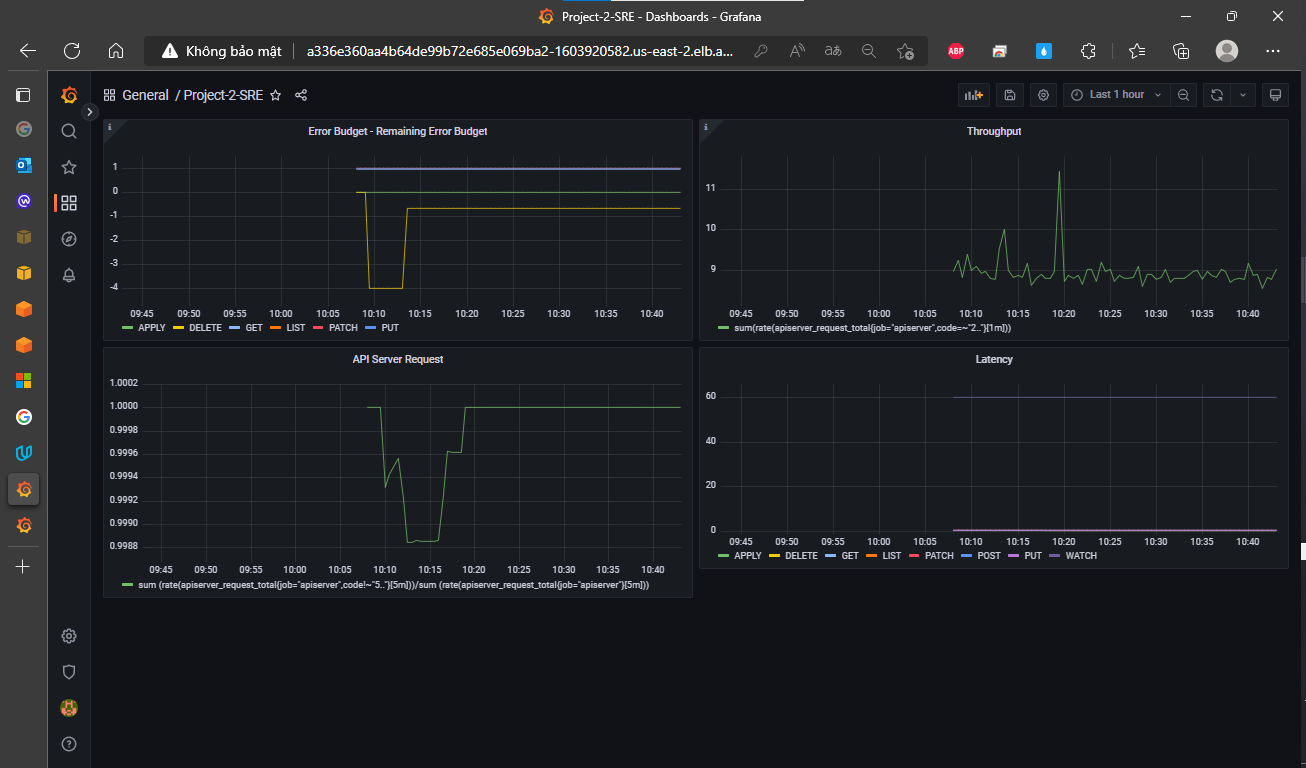 Project-2-SRE - Dashboards - Grafana
Không bảo mật
a336e360aa4b64de99b72e685e069ba2-1603920582.us-east-2.elb.a...
General / Project-2-SRE
Last 1 hour
Error Budget - Remaining Error Budget
1
0
-1
-2
-3
-4
09:45 09:50 09:55 10:00 10:05 10:10 10:15 10:20 10:25 10:30 10:35 10:40
APPLY DELETE GET LIST PATCH PUT
Throughput
11
10
9
09:45 09:50 09:55 10:00 10:05 10:10 10:15 10:20 10:25 10:30 10:35 10:40
sum(rate(apiserver_request_total{job="apiserver",code=~"2.."}[1m]))
API Server Request
1.0002
1.0000
0.9998
0.9996
0.9994
0.9992
0.9990
0.9988
09:45 09:50 09:55 10:00 10:05 10:10 10:15 10:20 10:25 10:30 10:35 10:40
sum (rate(apiserver_request_total{job="apiserver",code!~"5.."}[5m]))/sum (rate(apiserver_request_total{job="apiserver"}[5m]))
Latency
60
40
20
0
09:45 09:50 09:55 10:00 10:05 10:10 10:15 10:20 10:25 10:30 10:35 10:40
APPLY DELETE GET LIST PATCH POST PUT WATCH
ABP